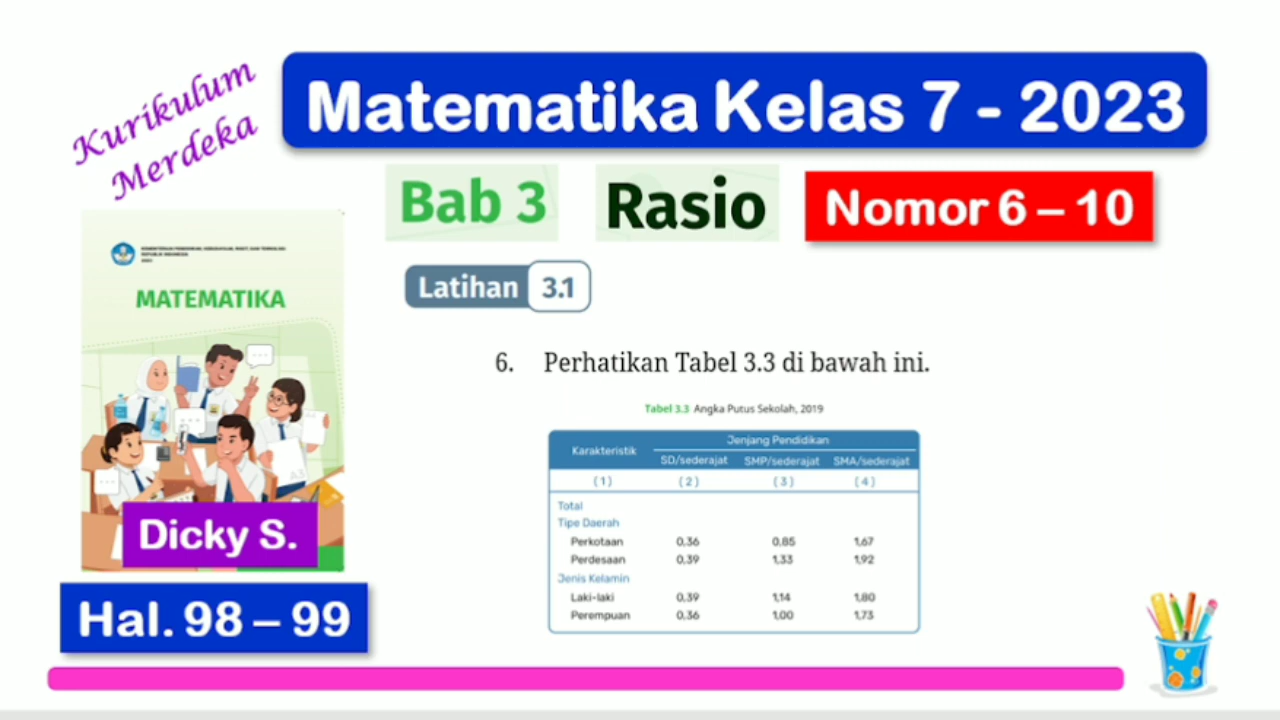 Kurikulum
Merdeka
Matematika Kelas 7 - 2023
Bab 3 Rasio Nomor 6 – 10
Latihan 3.1
MATEMATIKA
Dicky S.
Hal. 98 – 99
6. Perhatikan Tabel 3.3 di bawah ini.
Tabel 3.3 Angka Putus Sekolah, 2019
Karakteristik Jenjang Pendidikan
SD/sederajat SMP/sederajat SMA/sederajat
(1) (2) (3) (4)
Total
Tipe Daerah
Perkotaan 0,36 0,85 1,67
Perdesaan 0,39 1,33 1,92
Jenis Kelamin
Laki-laki 0,39 1,14 1,80
Perempuan 0,36 1,00 1,73